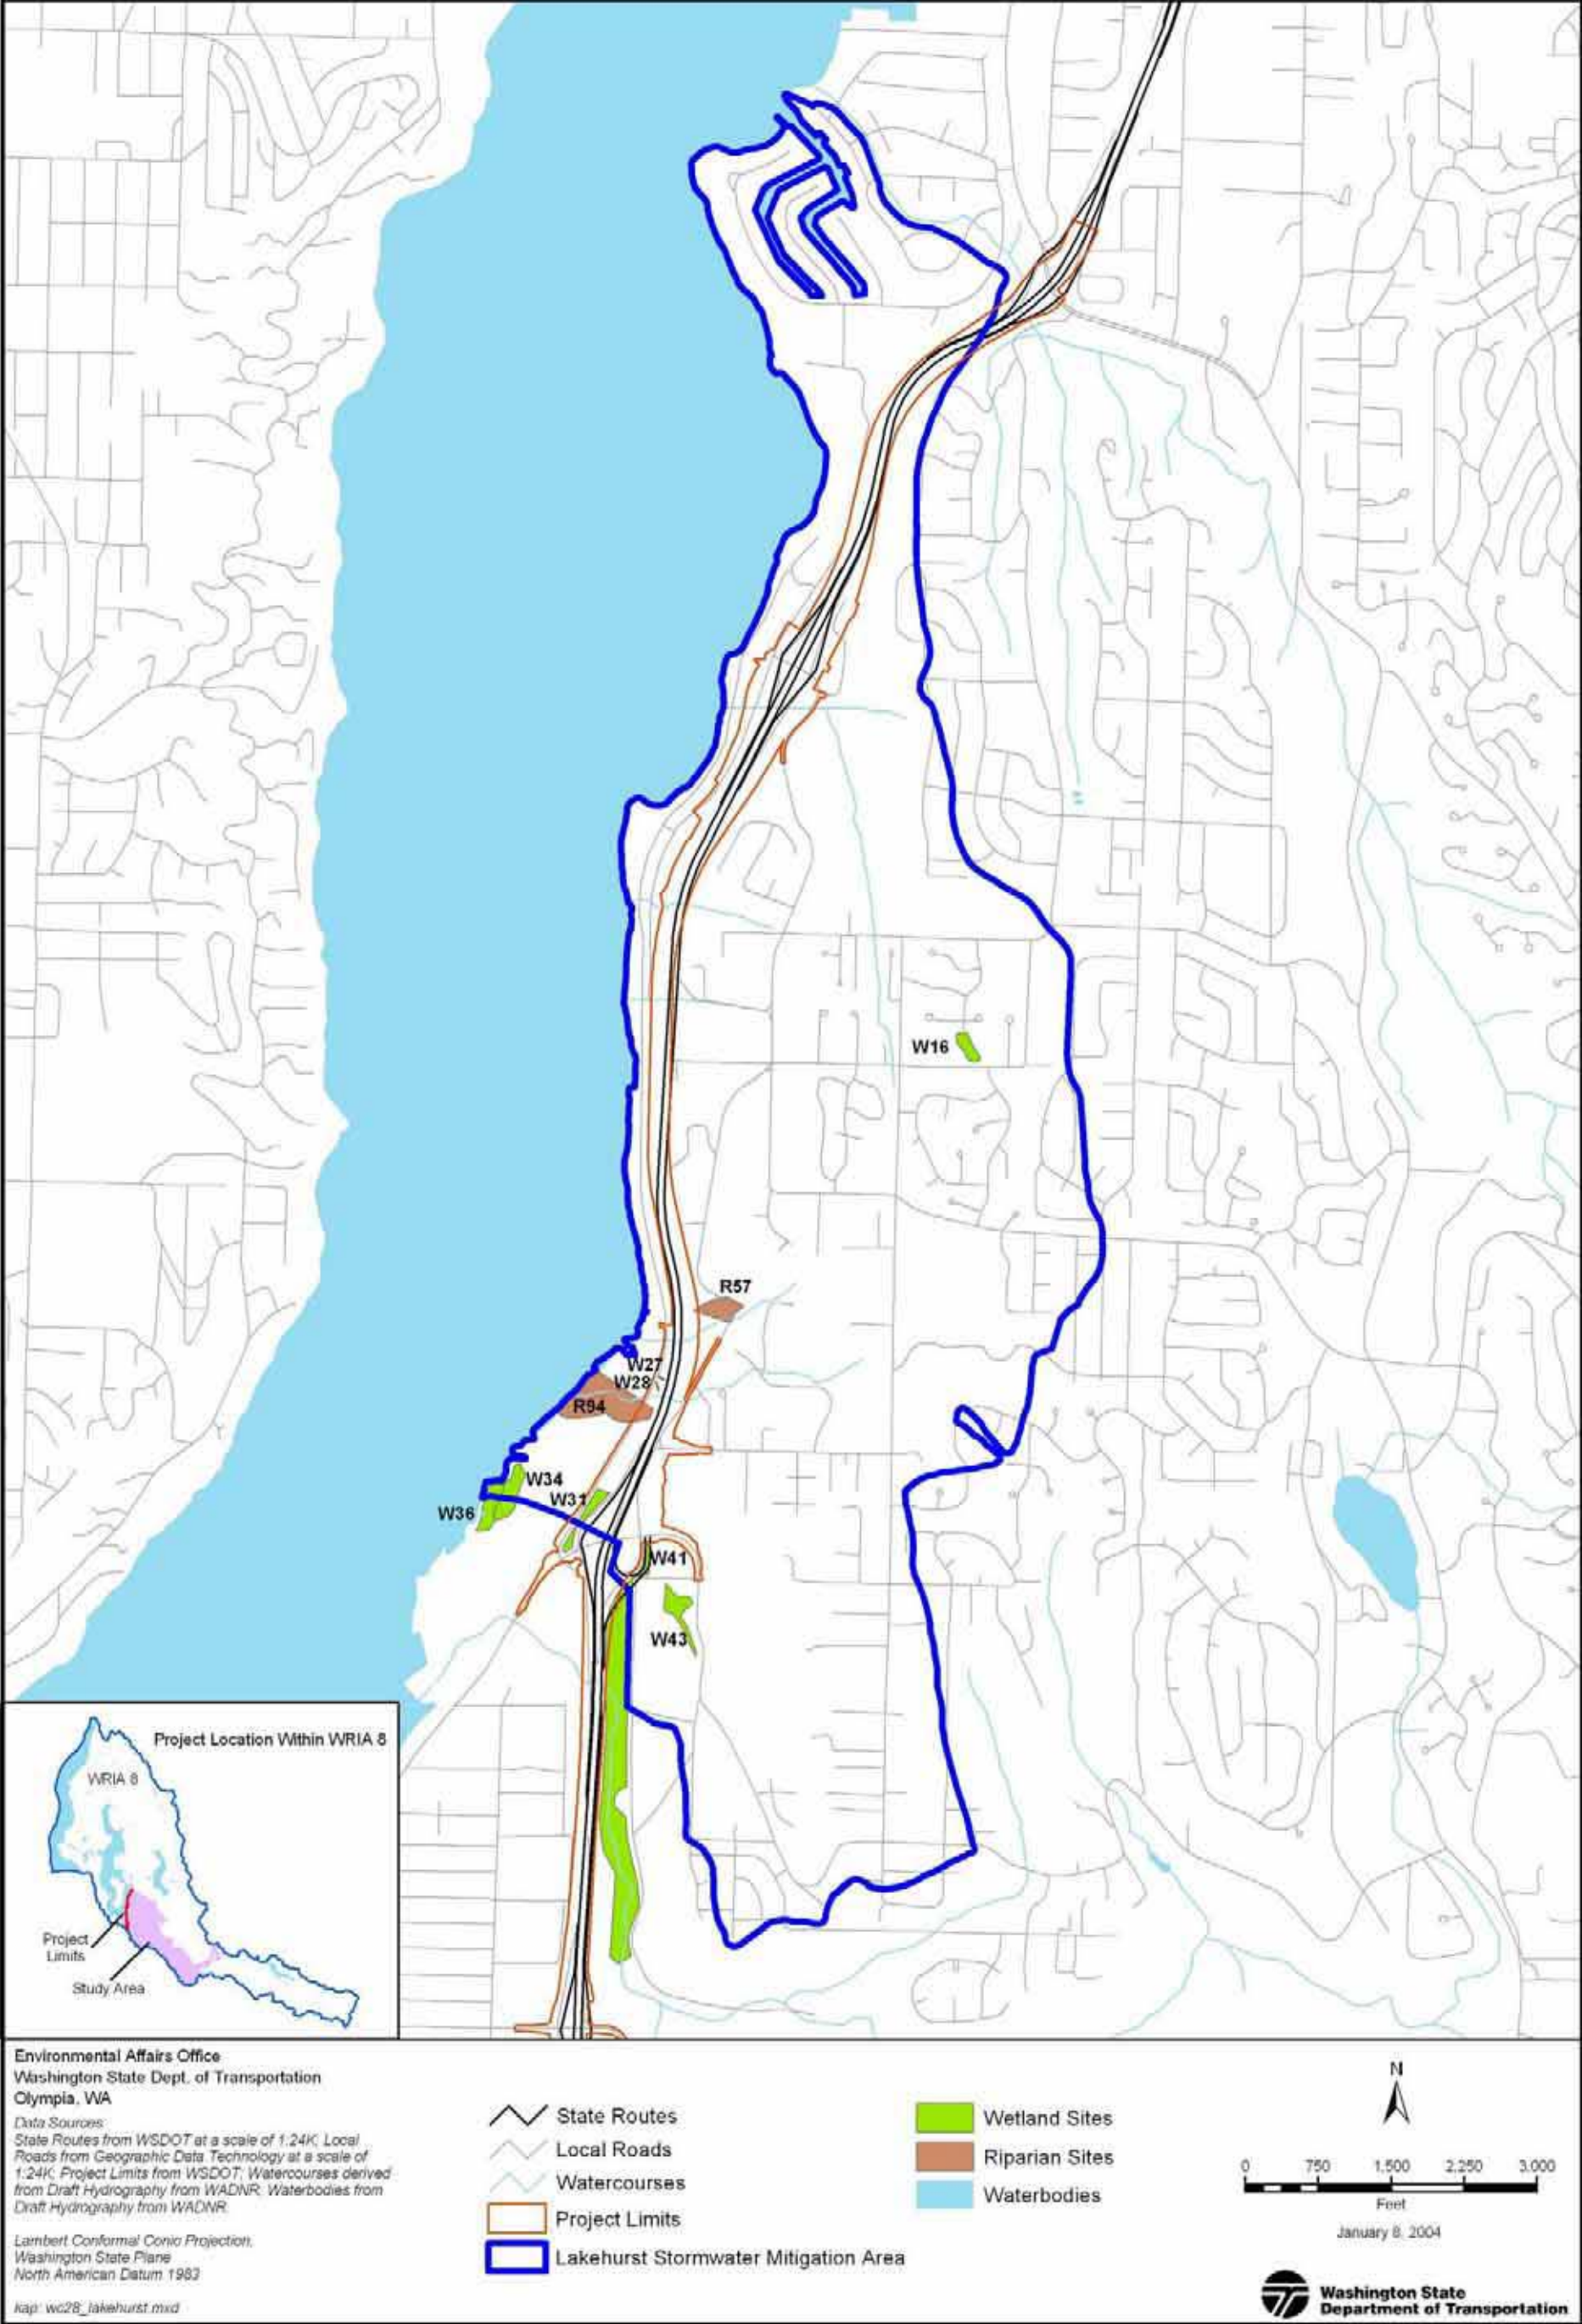 W16
R57
W27
W28
R94
W34
W31
W36
W41
W43
Project Location Within WRIA 8
WRIA 8
Project
Limits
Study Area
Environmental Affairs Office
Washington State Dept. of Transportation
Olympia, WA
Data Sources:
State Routes from WSDOT at a scale of 1:24K; Local
Roads from Geographic Data Technology at a scale of
1:24K; Project Limits from WSDOT; Watercourses derived
from Draft Hydrography from WADNR; Waterbodies from
Draft Hydrography from WADNR.
Lambert Conformal Conic Projection,
Washington State Plane
North American Datum 1983
kap: wc28_lakehurst.mxd
State Routes
Local Roads
Watercourses
Project Limits
Lakehurst Stormwater Mitigation Area
Wetland Sites
Riparian Sites
Waterbodies
N
0 750 1,500 2,250 3,000
Feet
January 8, 2004
Washington State
Department of Transportation